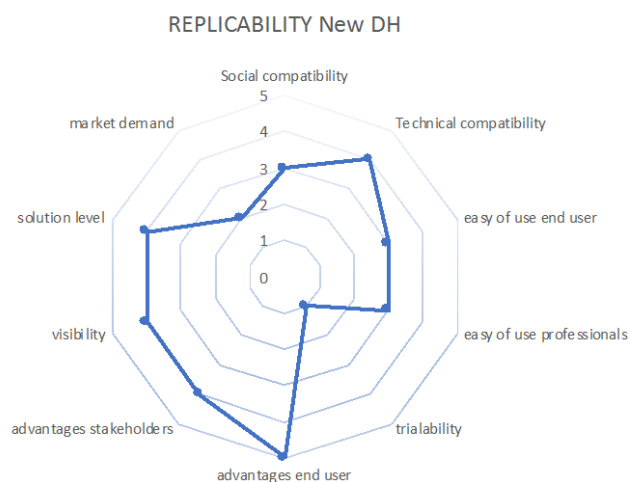 REPLICABILITY New DH
Social compatibility
5
market demand
Technical compatibility
4
3
solution level
easy of use end user
2
1
0
visibility
easy of use professionals
advantages stakeholders
trialability
advantages end user